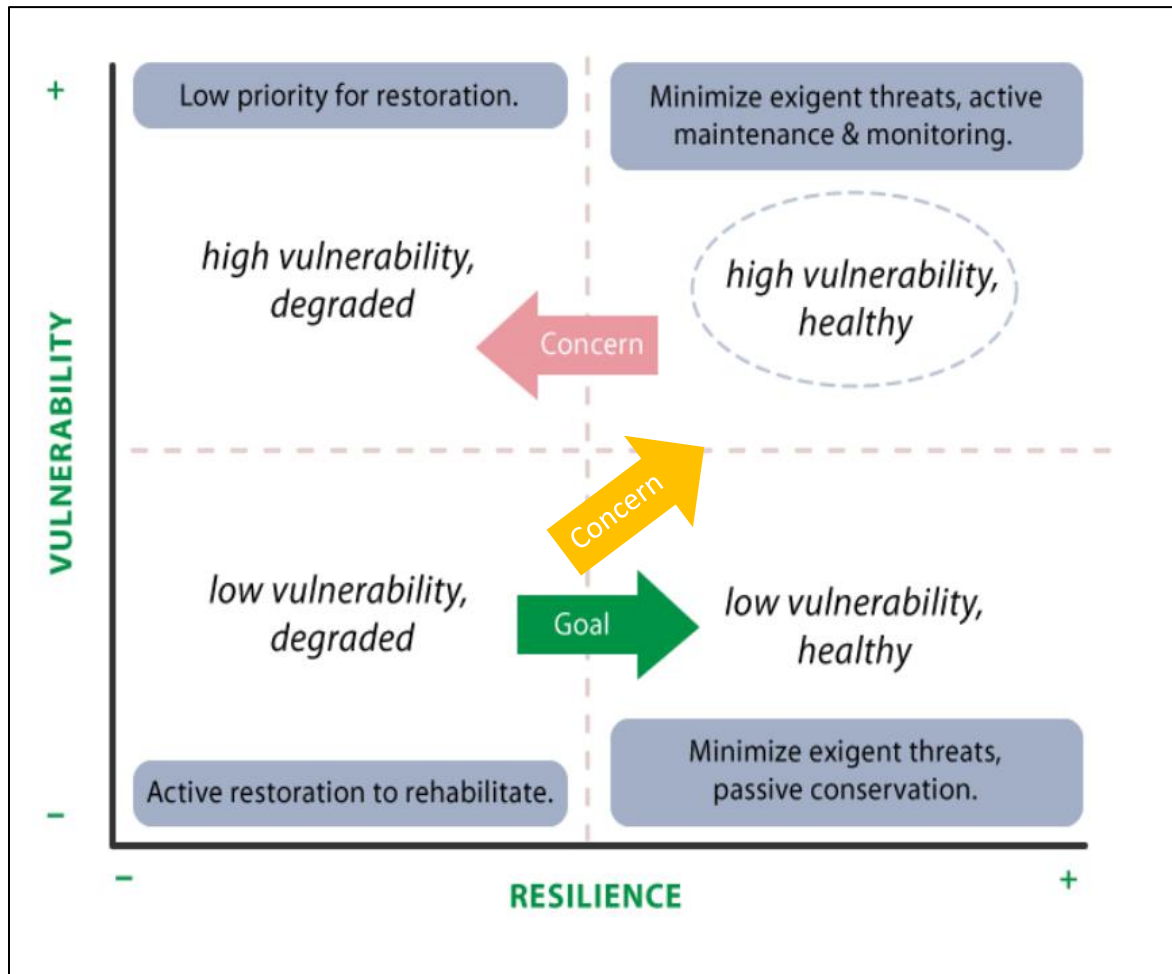 +
Low priority for restoration.
Minimize exigent threats, active
maintenance & monitoring.
high vulnerability,
degraded
high vulnerability,
healthy
Concern
VULNERABILITY
Concern
low vulnerability,
degraded
Goal
low vulnerability,
healthy
Active restoration to rehabilitate.
Minimize exigent threats,
passive conservation.
–
–
RESILIENCE
+